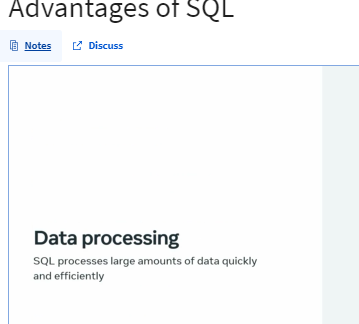 Advantages of SQL
Notes
Discuss
Data processing
SQL processes large amounts of data quickly
and efficiently